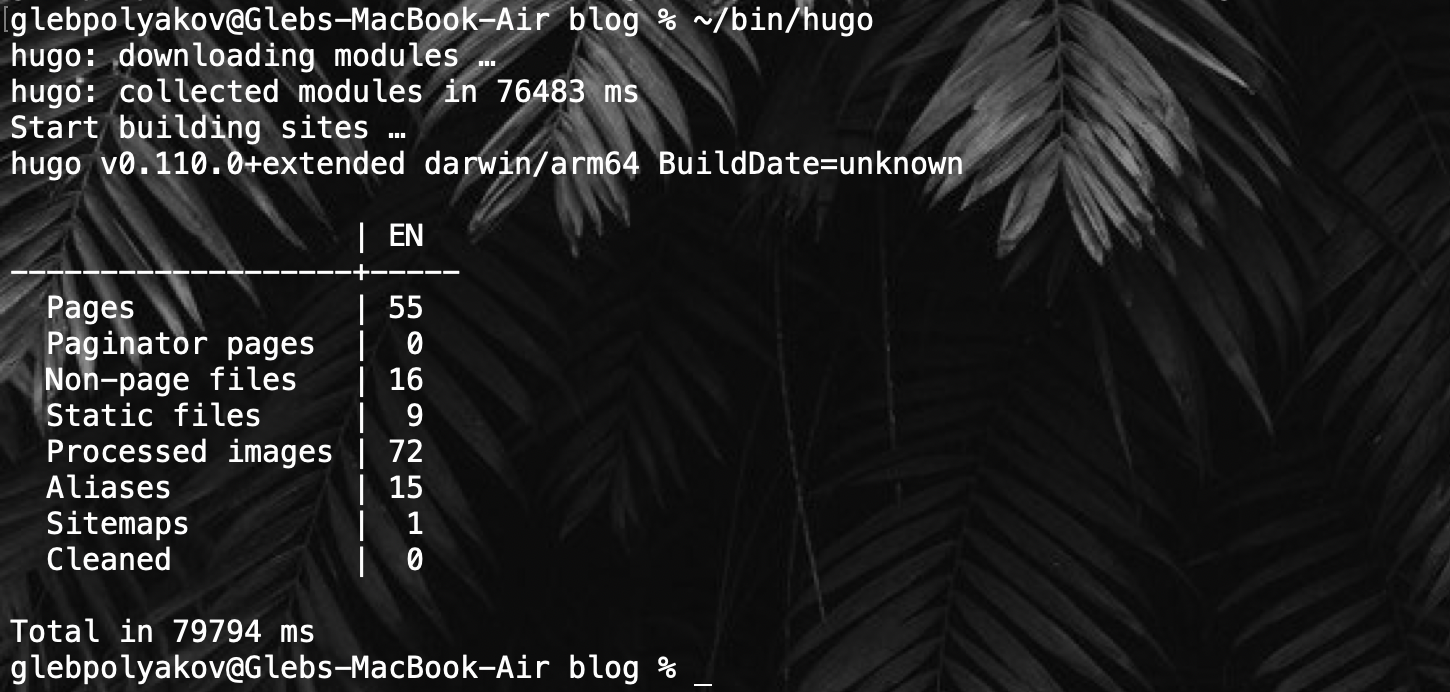 glebpolyakov@Glebs-MacBook-Air blog % ~/bin/hugo
hugo: downloading modules …
hugo: collected modules in 76483 ms
Start building sites …
hugo v0.110.0+extended darwin/arm64 BuildDate=unknown
                   | EN
-------------------+-----
  Pages            | 55
  Paginator pages  |  0
  Non-page files   | 16
  Static files     |  9
  Processed images | 72
  Aliases          | 15
  Sitemaps         |  1
  Cleaned          |  0
Total in 79794 ms
glebpolyakov@Glebs-MacBook-Air blog % _